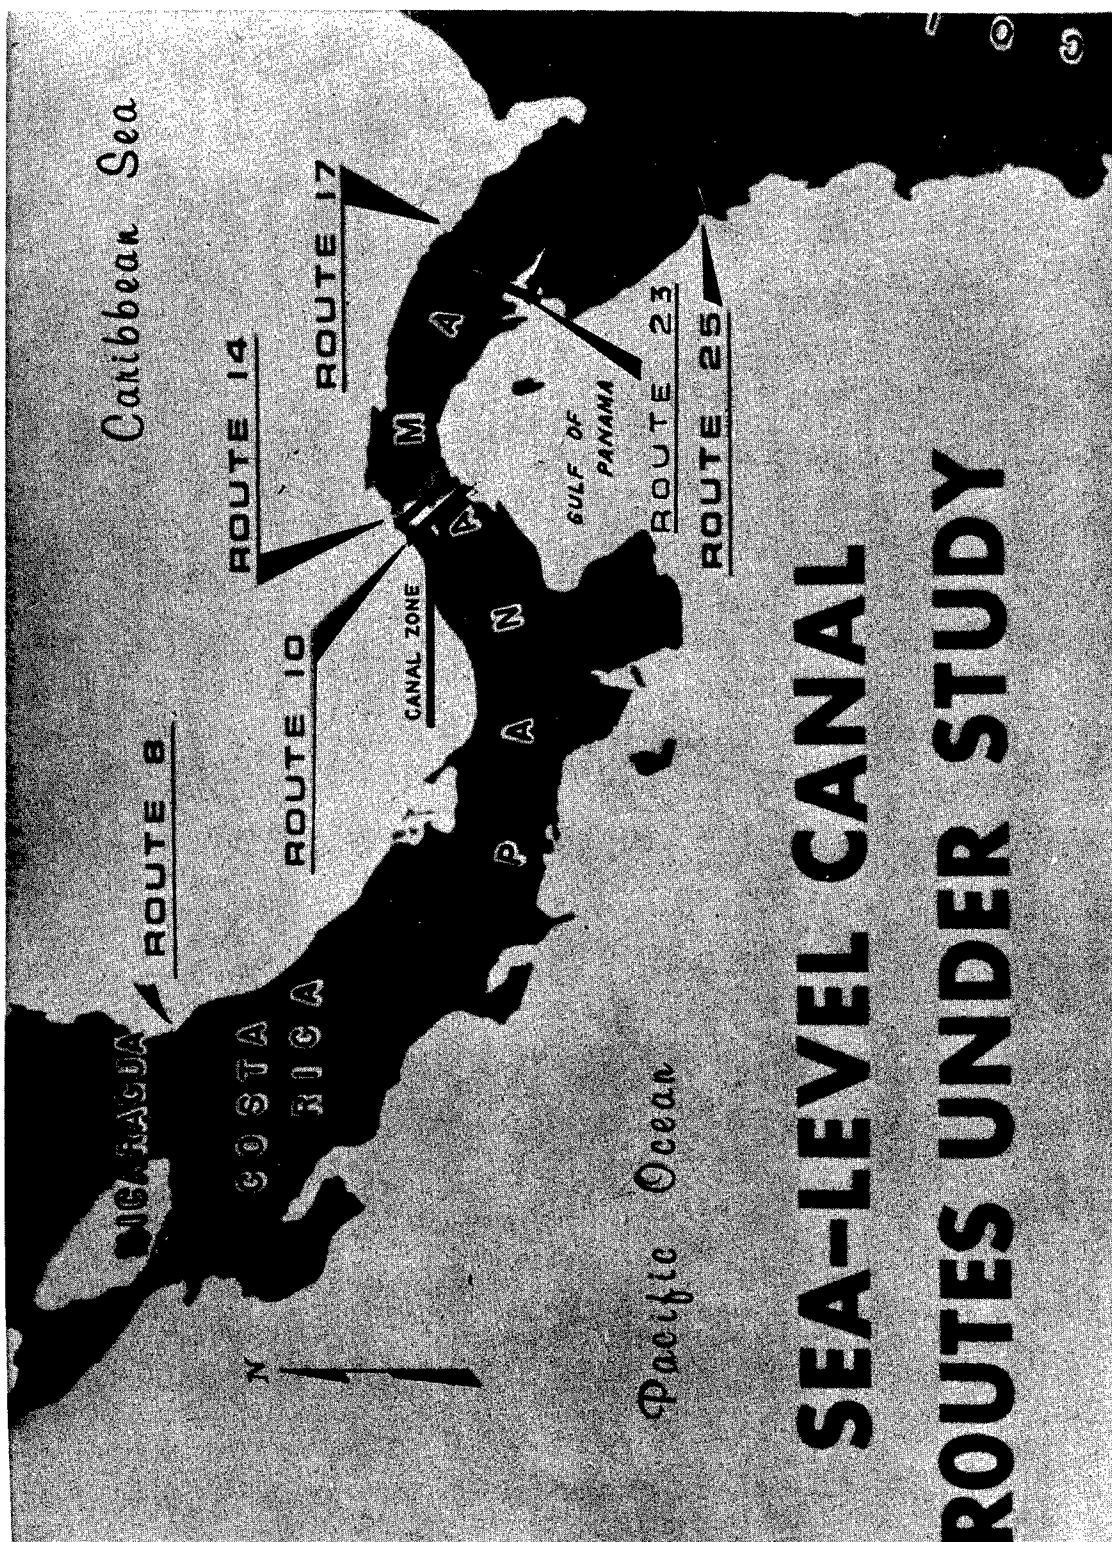 Caribbean Sea
ROUTE 8
ROUTE 14
ROUTE 17
ROUTE 10
NICARAGUA
COSTA
RICA
CANAL ZONE
PANAMA
GULF OF
PANAMA
ROUTE 23
ROUTE 25
N
Pacific Ocean
SEA-LEVEL CANAL
ROUTES UNDER STUDY